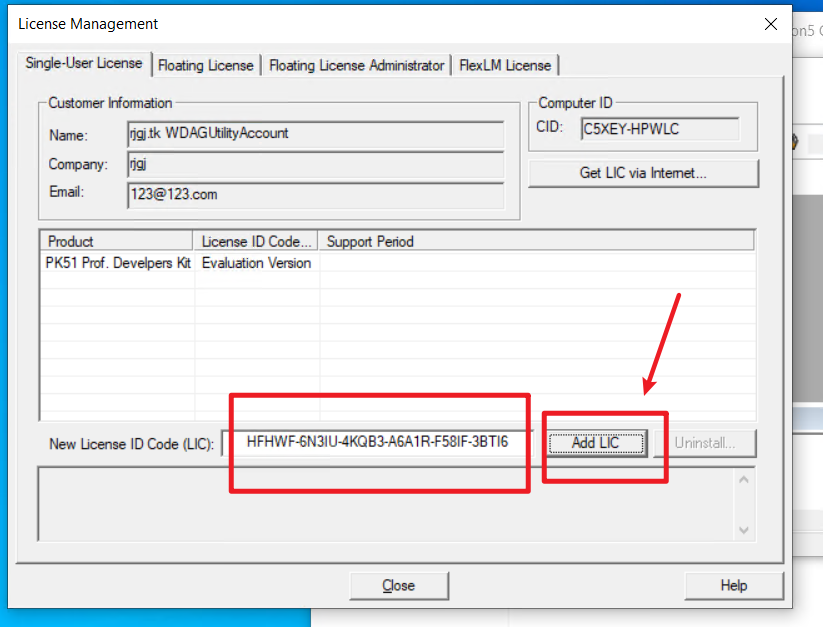 License Management
on5
Single-User License
Floating License
Floating License Administrator
FlexLM License
Customer Information
Name:
rjgj.tk WDAGUtilityAccount
Company:
rjgj
Email:
123@123.com
Computer ID
CID:
C5XEY-HPWLC
Get LIC via Internet...
Product
License ID Code...
Support Period
PK51 Prof. Develpers Kit
Evaluation Version
New License ID Code (LIC):
HFHWF-6N3IU-4KQB3-A6A1R-F58IF-3BTI6
Add LIC
Uninstall...
Close
Help